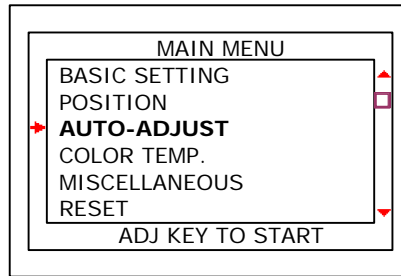 MAIN MENU
BASIC SETTING
POSITION
AUTO-ADJUST
COLOR TEMP.
MISCELLANEOUS
RESET
ADJ KEY TO START